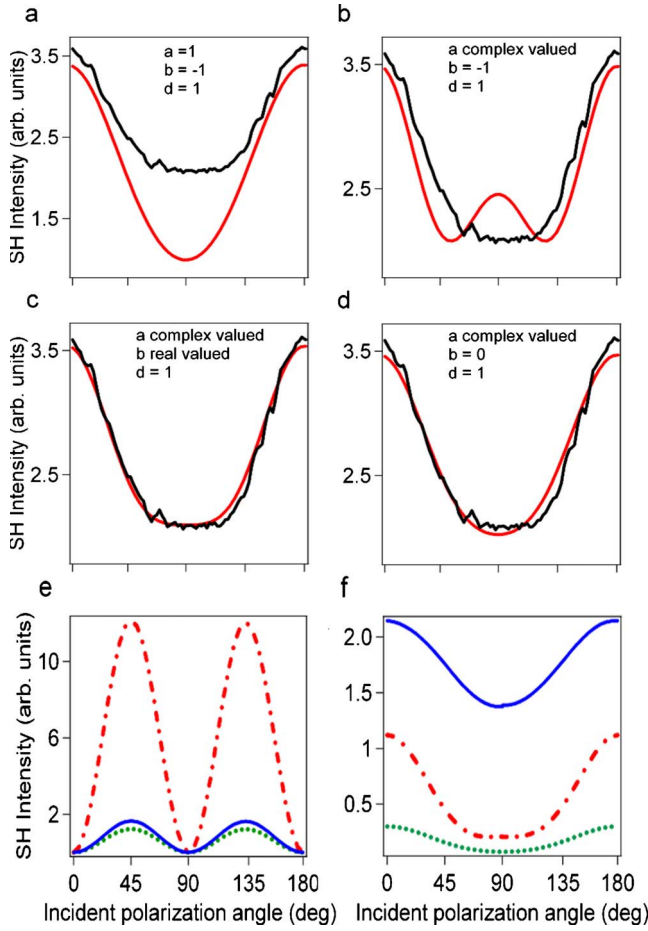 a
b
a =1
b = -1
d = 1
a complex valued
b = -1
d = 1
3.5
2.5
1.5
3.5
2.5
SH Intensity (arb. units)
c
d
a complex valued
b real valued
d = 1
a complex valued
b = 0
d = 1
3.5
2.5
3.5
2.5
SH Intensity (arb. units)
e
f
10
6
2
2.0
1.5
1
0.5
SH Intensity (arb. units)
0 45 90 135 180
0 45 90 135 180
Incident polarization angle (deg)
Incident polarization angle (deg)